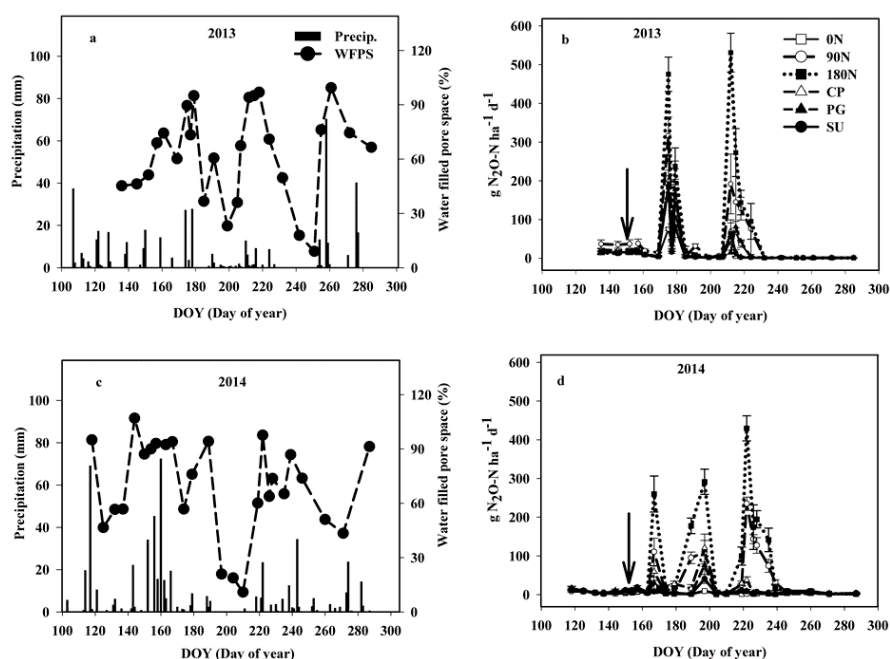 a 2013
Precip.
WFPS
Precipitation (mm)
100
80
60
40
20
0
Water filled pore space (%)
120
90
60
30
0
100 120 140 160 180 200 220 240 260 280 300
DOY (Day of year)
b 2013
0N
90N
180N
CP
PG
SU
g N2O-N ha-1 d-1
600
500
400
300
200
100
0
100 120 140 160 180 200 220 240 260 280 300
DOY (Day of year)
c 2014
Precipitation (mm)
100
80
60
40
20
0
Water filled pore space (%)
120
90
60
30
0
100 120 140 160 180 200 220 240 260 280 300
DOY (Day of year)
d 2014
g N2O-N ha-1 d-1
600
500
400
300
200
100
0
100 120 140 160 180 200 220 240 260 280 300
DOY (Day of year)